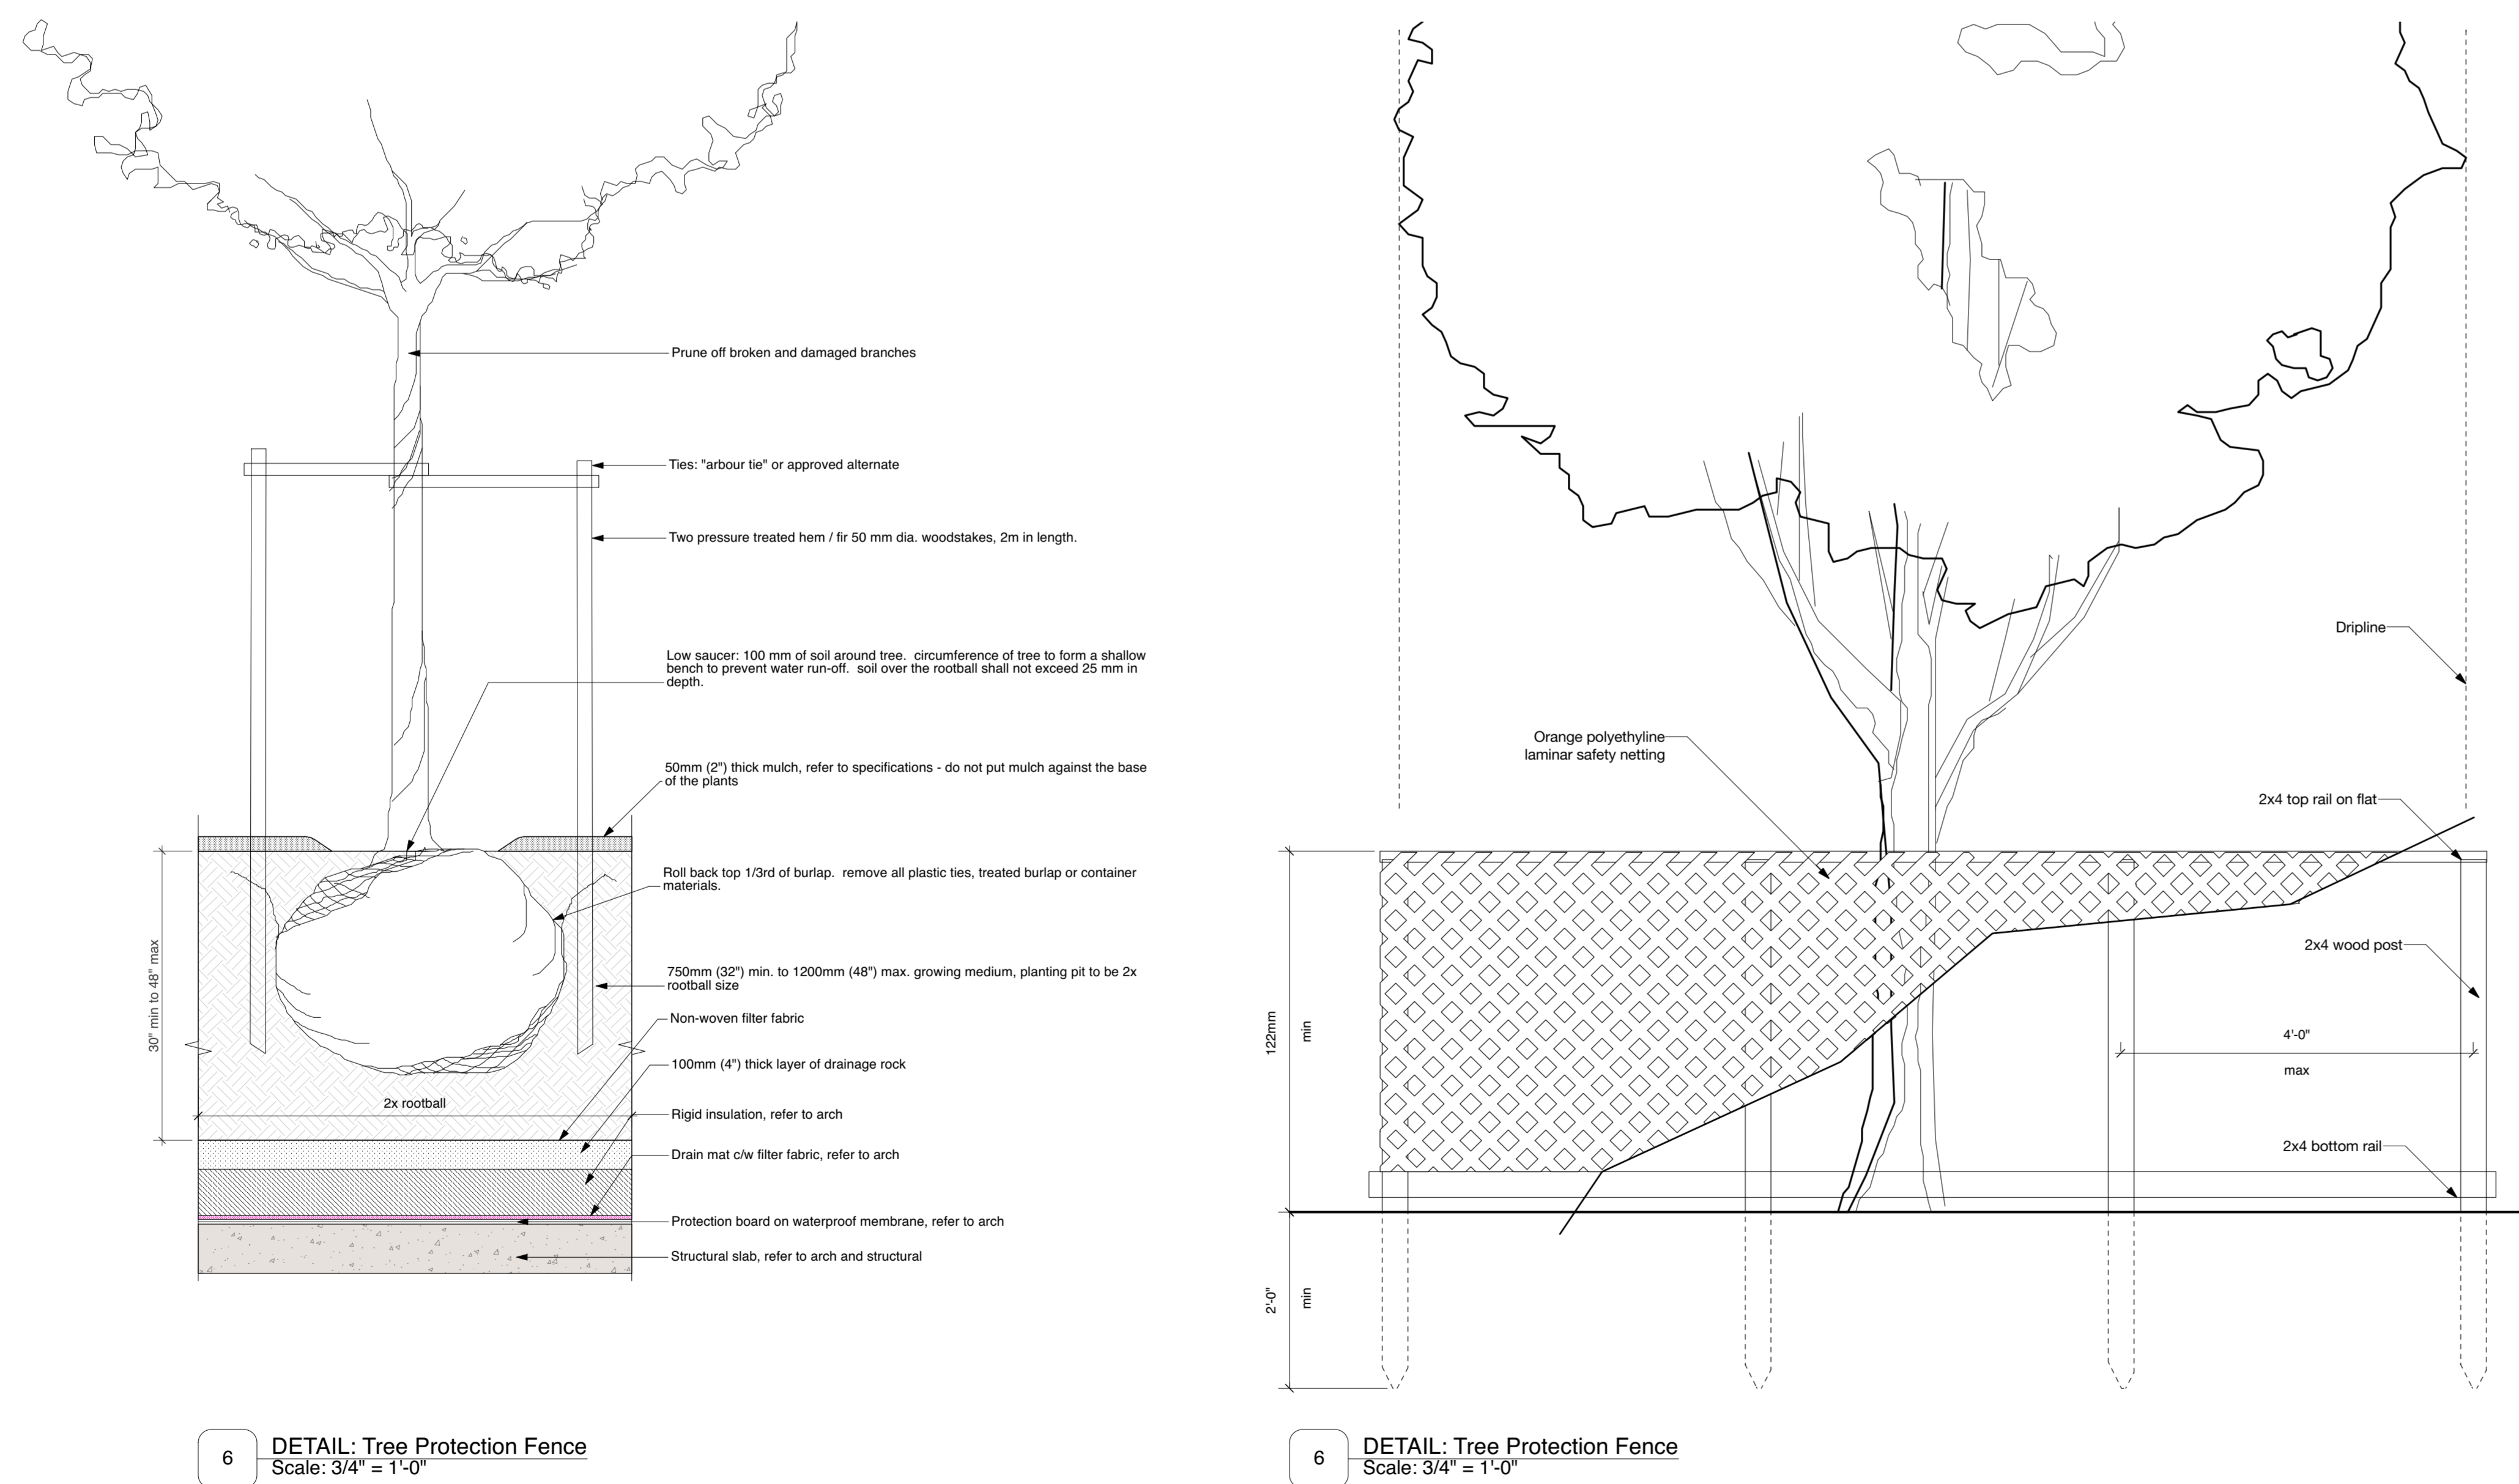 Prune off broken and damaged branches
Ties: "arbour tie" or approved alternate
Two pressure treated hem / fir 50 mm dia. woodstakes, 2m in length.
Low saucer: 100 mm of soil around tree.  circumference of tree to form a shallow
bench to prevent water run-off.  soil over the rootball shall not exceed 25 mm in
depth.
50mm (2") thick mulch, refer to specifications - do not put mulch against the base
of the plants
Roll back top 1/3rd of burlap.  remove all plastic ties, treated burlap or container
materials.
750mm (32") min. to 1200mm (48") max. growing medium, planting pit to be 2x
rootball size
Non-woven filter fabric
100mm (4") thick layer of drainage rock
Rigid insulation, refer to arch
Drain mat c/w filter fabric, refer to arch
Protection board on waterproof membrane, refer to arch
Structural slab, refer to arch and structural
30" min to 48" max
2x rootball
6
DETAIL: Tree Protection Fence
Scale: 3/4" = 1'-0"
Dripline
Orange polyethyline
laminar safety netting
2x4 top rail on flat
2x4 wood post
4'-0"
max
2x4 bottom rail
122mm
min
2'-0"
min
6
DETAIL: Tree Protection Fence
Scale: 3/4" = 1'-0"